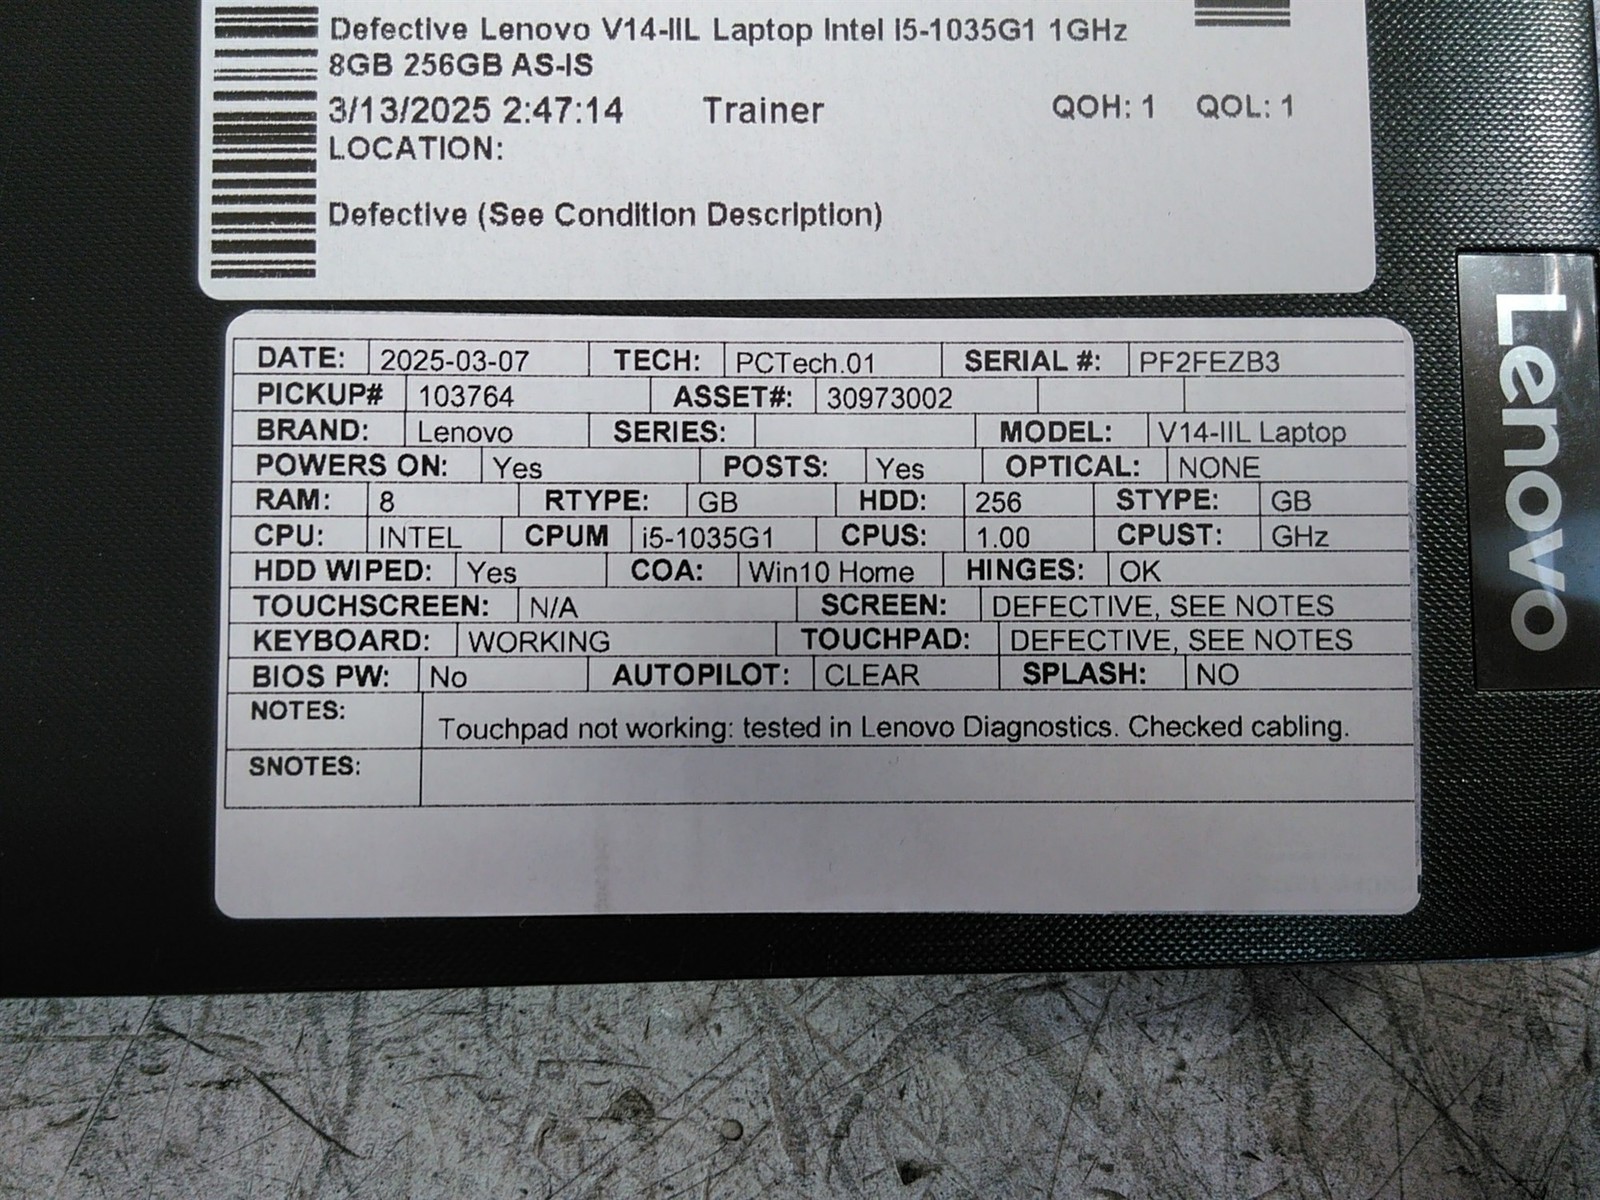 Defective Lenovo V14-IIL Laptop Intel I5-1035G1 1GHz
8GB 256GB AS-IS
3/13/2025 2:47:14 Trainer QOH: 1 QOL: 1
LOCATION:
Defective (See Condition Description)
DATE: 2025-03-07 TECH: PCTech.01 SERIAL #: PF2FEZB3
PICKUP# 103764 ASSET#: 30973002
BRAND: Lenovo SERIES: MODEL: V14-IIL Laptop
POWERS ON: Yes POSTS: Yes OPTICAL: NONE
RAM: 8 RTYPE: GB HDD: 256 STYPE: GB
CPU: INTEL CPUM i5-1035G1 CPUS: 1.00 CPUST: GHz
HDD WIPED: Yes COA: Win10 Home HINGES: OK
TOUCHSCREEN: N/A SCREEN: DEFECTIVE, SEE NOTES
KEYBOARD: WORKING TOUCHPAD: DEFECTIVE, SEE NOTES
BIOS PW: No AUTOPILOT: CLEAR SPLASH: NO
NOTES: Touchpad not working: tested in Lenovo Diagnostics. Checked cabling.
SNOTES:
Lenovo